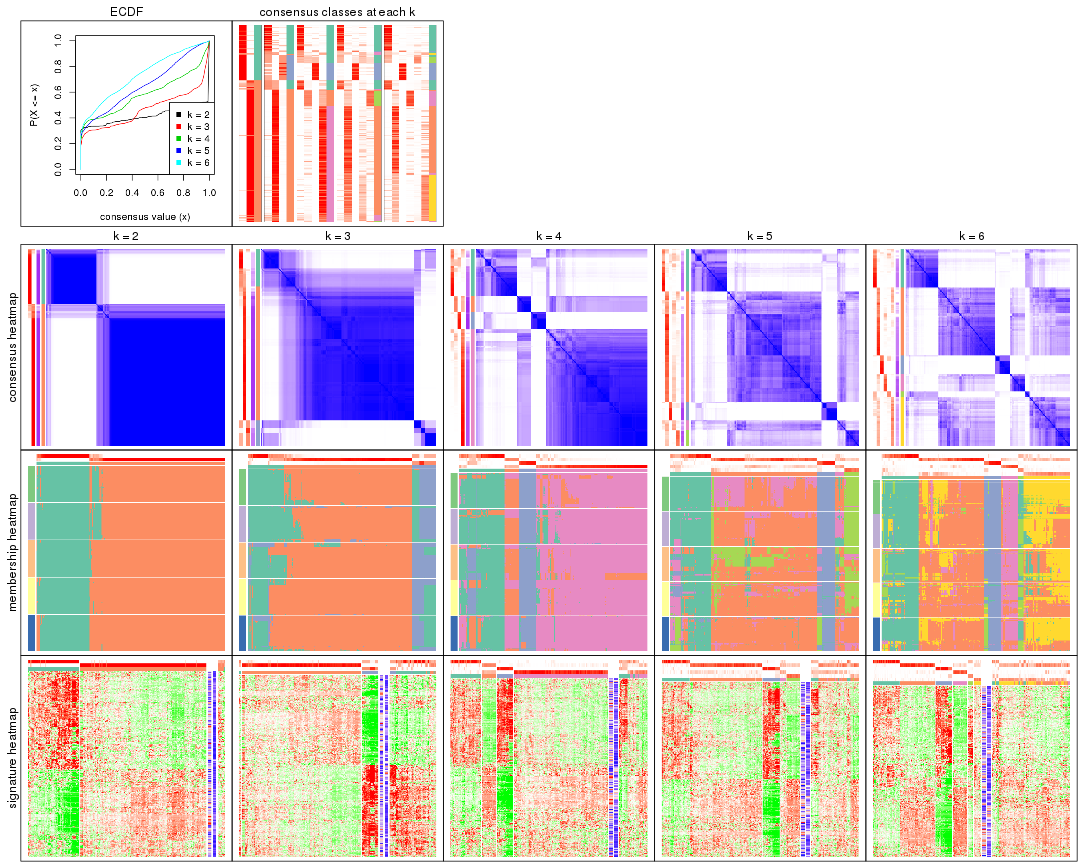 ECDF
consensus classes at each k
P(X <= x)
0.0 0.2 0.4 0.6 0.8 1.0
k = 2
k = 3
k = 4
k = 5
k = 6
0.0 0.2 0.4 0.6 0.8 1.0
consensus value (x)
k = 2 k = 3 k = 4 k = 5 k = 6
consensus heatmap
membership heatmap
signature heatmap